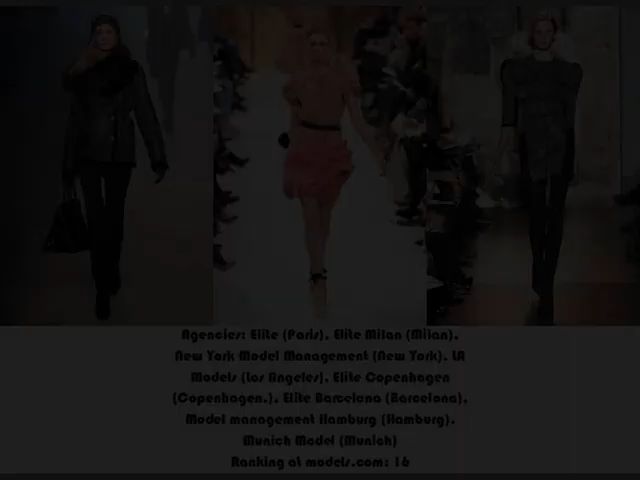 Agencies: Elite (Paris), Elite Milan (Milan),
New York Model Management (New York), LA
Models (Los Angeles), Elite Copenhagen
(Copenhagen,), Elite Barcelona (Barcelona),
Model management Hamburg (Hamburg),
Munich Model (Munich)
Ranking at models.com: 16